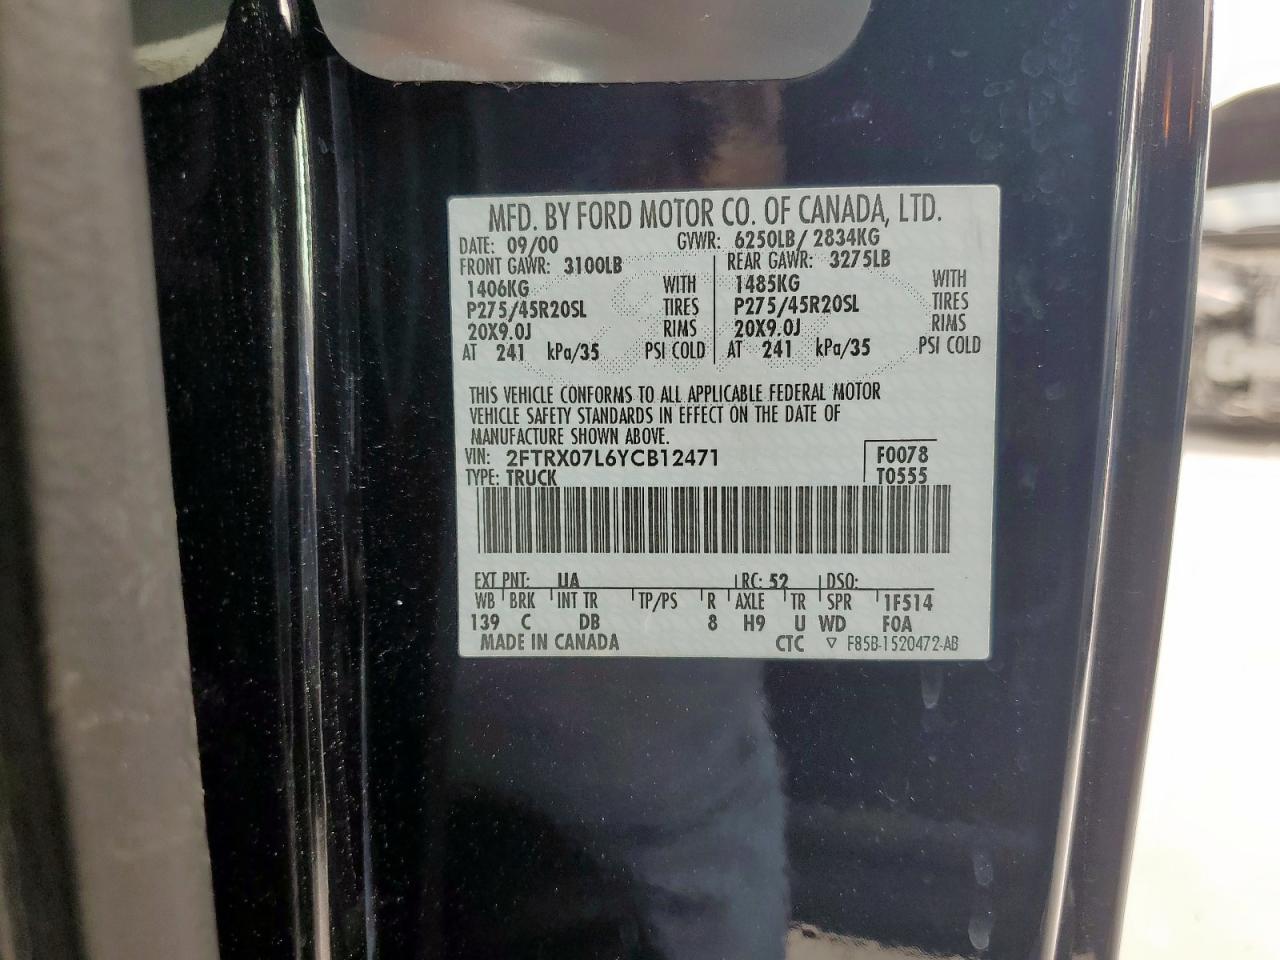 MFD. BY FORD MOTOR CO. OF CANADA, LTD.
DATE: 09/00 GVWR: 6250LB/ 2834KG
FRONT GAWR: 3100LB REAR GAWR: 3275LB
1406KG WITH 1485KG WITH
P275/45R20SL TIRES P275/45R20SL TIRES
20X9.0J RIMS 20X9.0J RIMS
AT 241 kPa/35 PSI COLD AT 241 kPa/35 PSI COLD
THIS VEHICLE CONFORMS TO ALL APPLICABLE FEDERAL MOTOR
VEHICLE SAFETY STANDARDS IN EFFECT ON THE DATE OF
MANUFACTURE SHOWN ABOVE.
VIN: 2FTRX07L6YCB12471 F0078
TYPE: TRUCK T0555
EXT PNT: UA RC: 52 DSO:
WB BRK INT TR TP/PS R AXLE TR SPR 1F514
139 C DB 8 H9 U WD F0A
MADE IN CANADA CTC ▽ F85B-1520472-AB